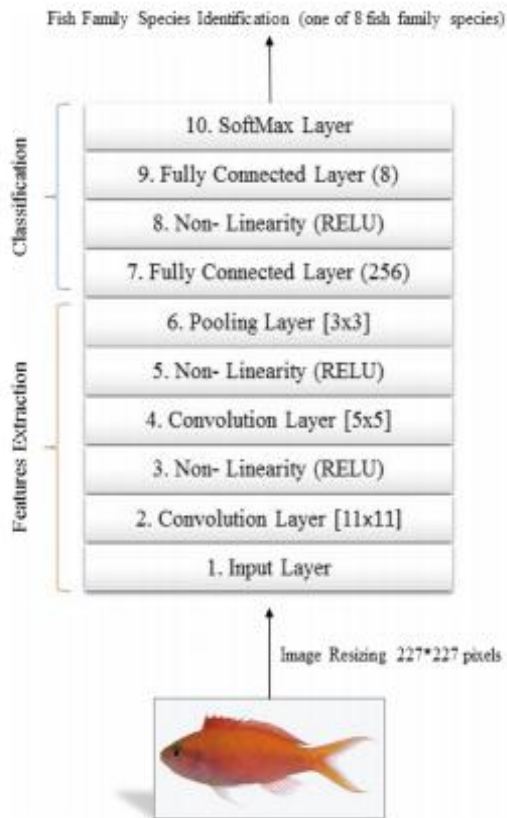 Fish Family Species Identification (one of 8 fish family species)
Classification
10. SoftMax Layer
9. Fully Connected Layer (8)
8. Non- Linearity (RELU)
7. Fully Connected Layer (256)
Features Extraction
6. Pooling Layer [3x3]
5. Non- Linearity (RELU)
4. Convolution Layer [5x5]
3. Non- Linearity (RELU)
2. Convolution Layer [11x11]
1. Input Layer
Image Resizing 227*227 pixels